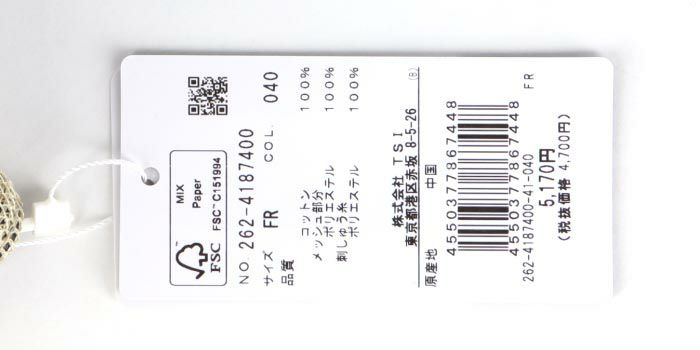 MIX
Paper
FSC™ C151994
FSC
NO. 262-4187400
サイズ FR COL. 040
品質
コットン 100%
メッシュ部分
ポリエステル 100%
刺しゅう糸
ポリエステル 100%
株式会社 TSI
東京都港区赤坂 8-5-26
(B)
原産地 中国
4550377867448
4550377867448
262-4187400-41-040
FR
5,170円
(税抜価格 4,700円)